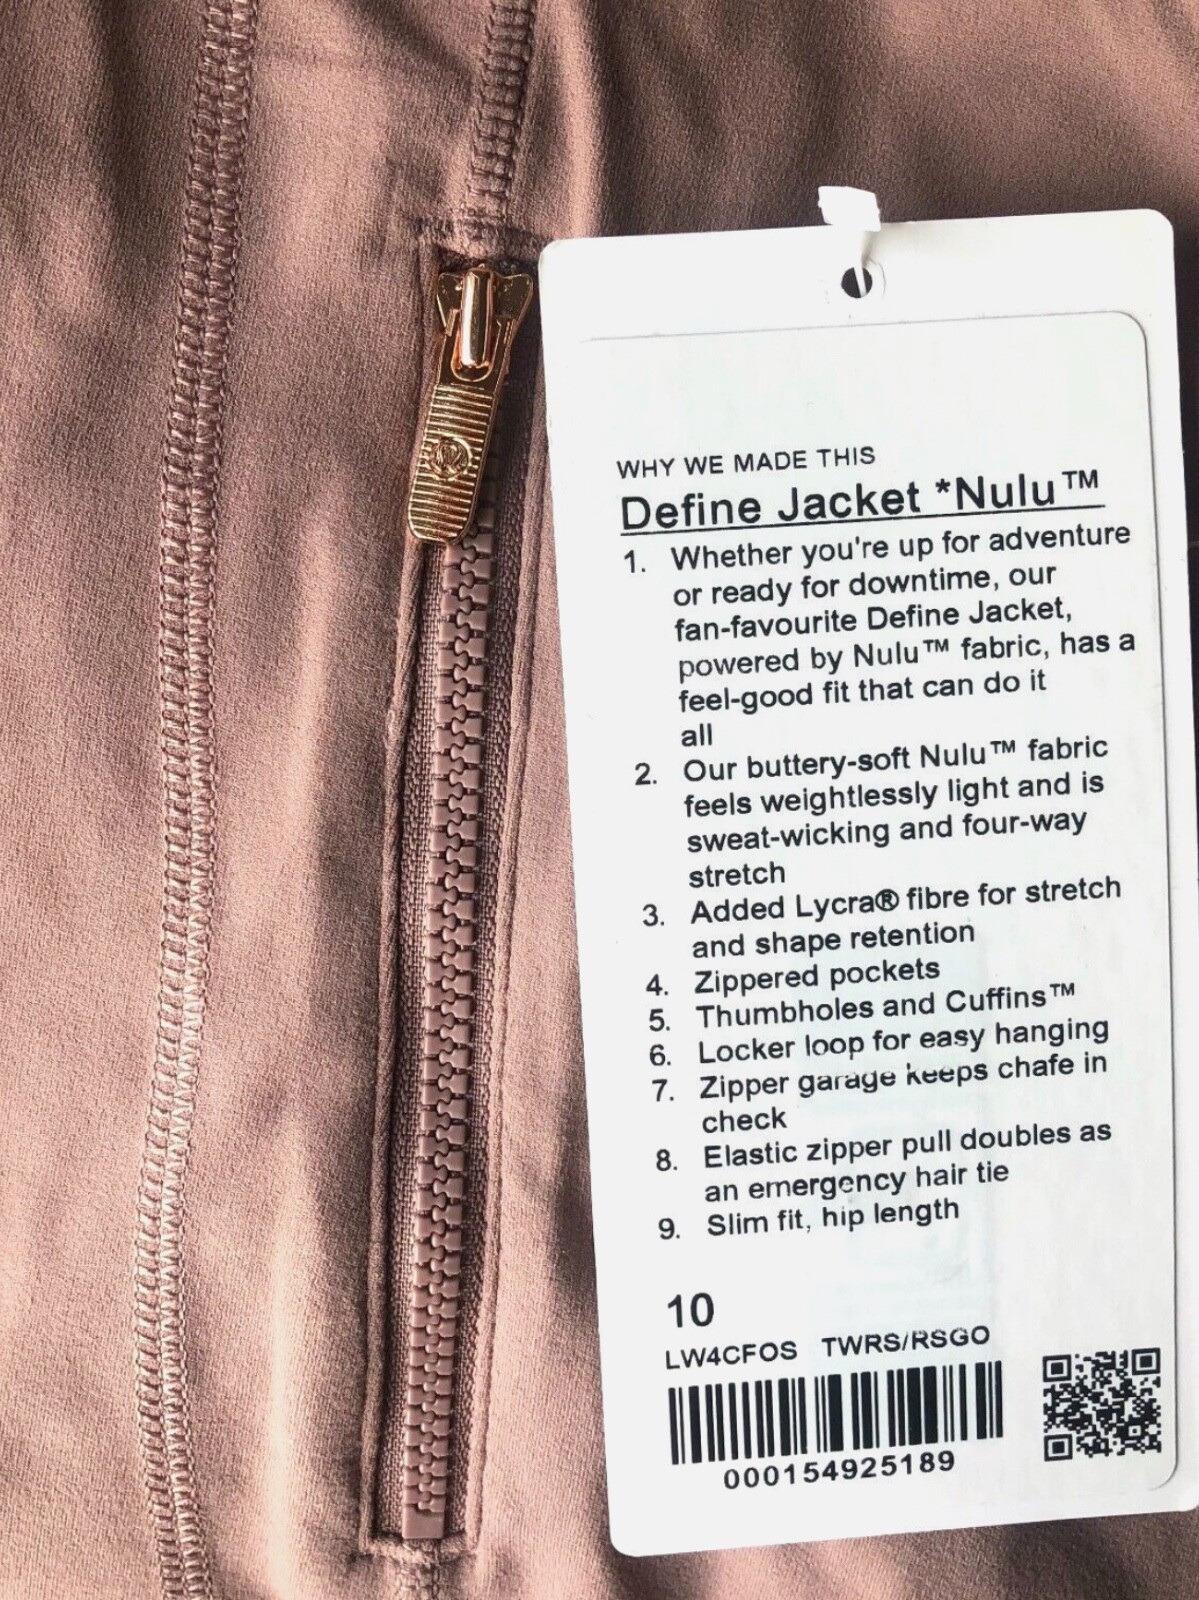 WHY WE MADE THIS
Define Jacket *Nulu™
1. Whether you're up for adventure
or ready for downtime, our
fan-favourite Define Jacket,
powered by Nulu™ fabric, has a
feel-good fit that can do it
all
2. Our buttery-soft Nulu™ fabric
feels weightlessly light and is
sweat-wicking and four-way
stretch
3. Added Lycra® fibre for stretch
and shape retention
4. Zippered pockets
5. Thumbholes and Cuffins™
6. Locker loop for easy hanging
7. Zipper garage keeps chafe in
check
8. Elastic zipper pull doubles as
an emergency hair tie
9. Slim fit, hip length
10
LW4CFOS TWRS/RSGO
000154925189